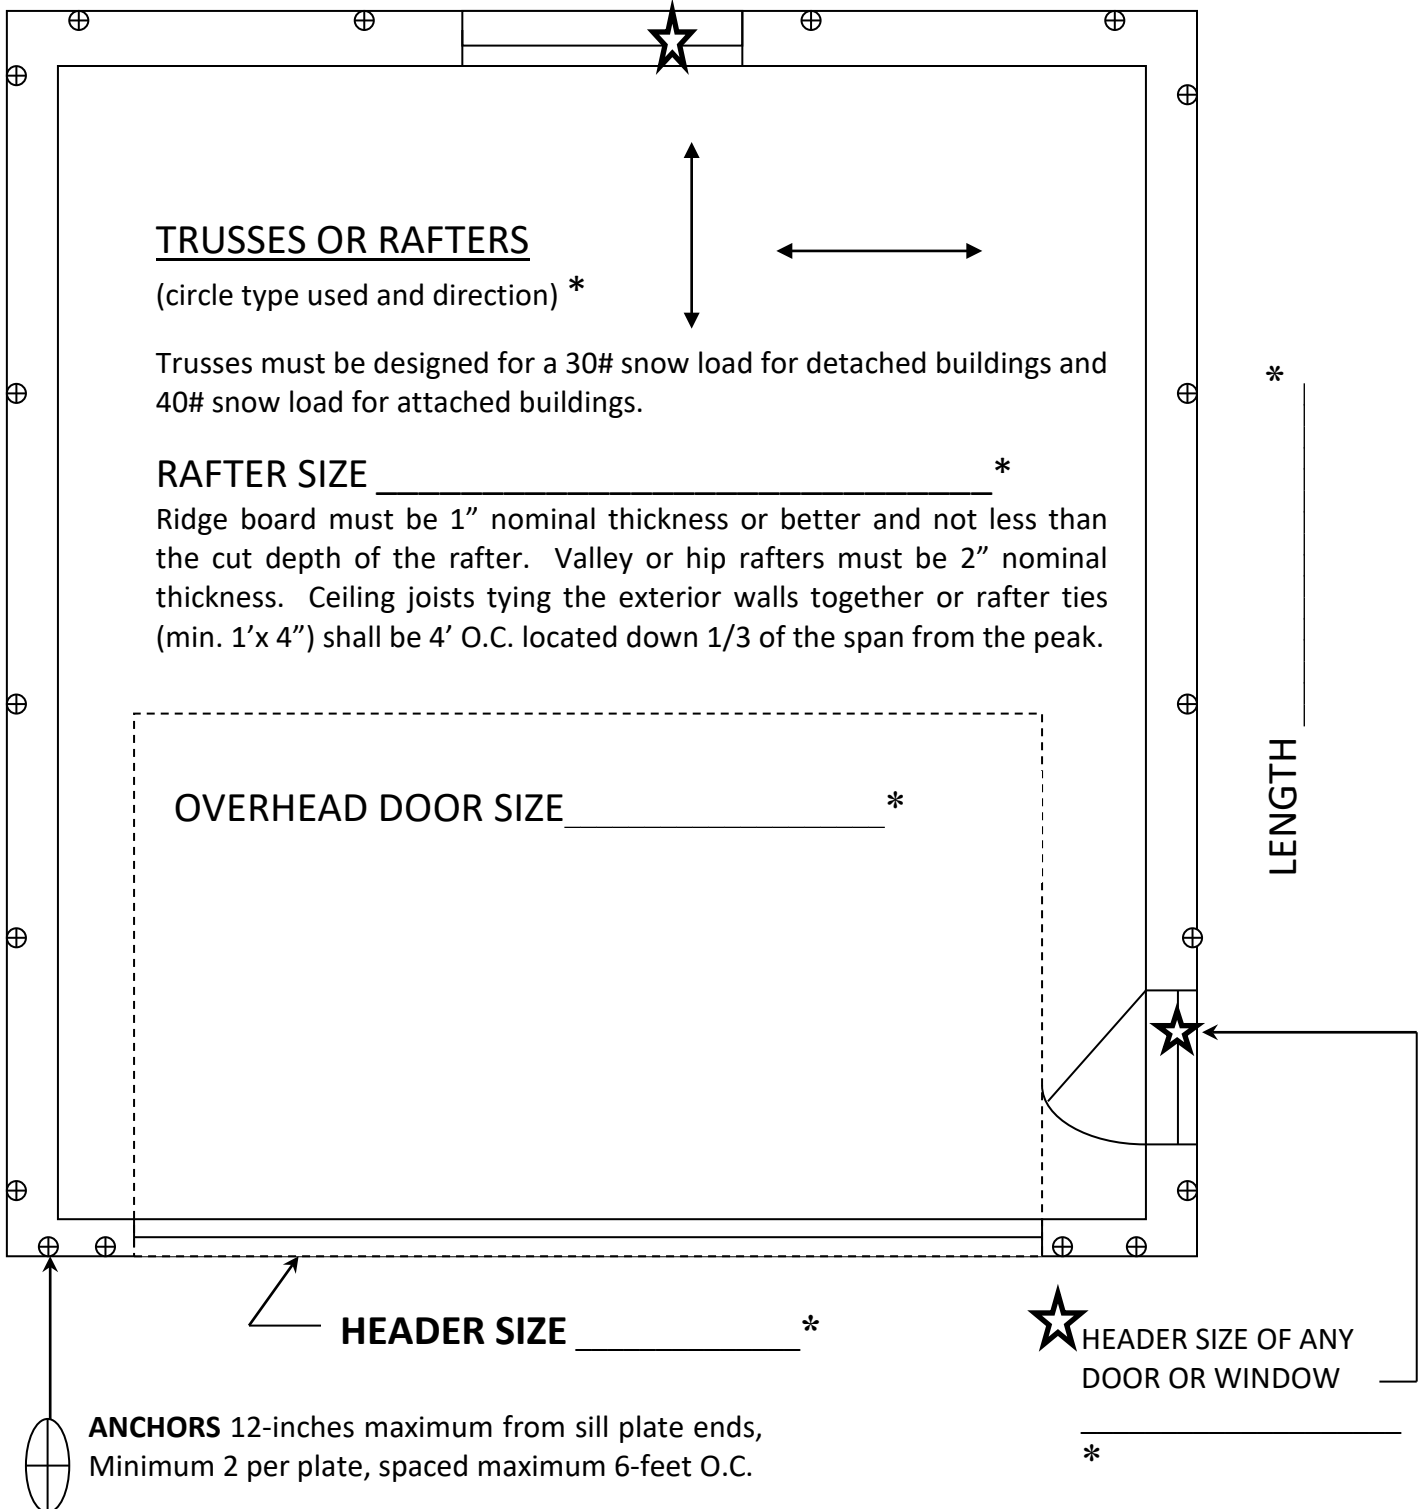 TRUSSES OR RAFTERS
(circle type used and direction) *
Trusses must be designed for a 30# snow load for detached buildings and
40# snow load for attached buildings.
RAFTER SIZE ______________________________*
Ridge board must be 1” nominal thickness or better and not less than
the cut depth of the rafter. Valley or hip rafters must be 2” nominal
thickness. Ceiling joists tying the exterior walls together or rafter ties
(min. 1’x 4”) shall be 4’ O.C. located down 1/3 of the span from the peak.
LENGTH ________________ *
OVERHEAD DOOR SIZE________________*
HEADER SIZE ____________*
HEADER SIZE OF ANY
DOOR OR WINDOW
________________
*
ANCHORS 12-inches maximum from sill plate ends,
Minimum 2 per plate, spaced maximum 6-feet O.C.